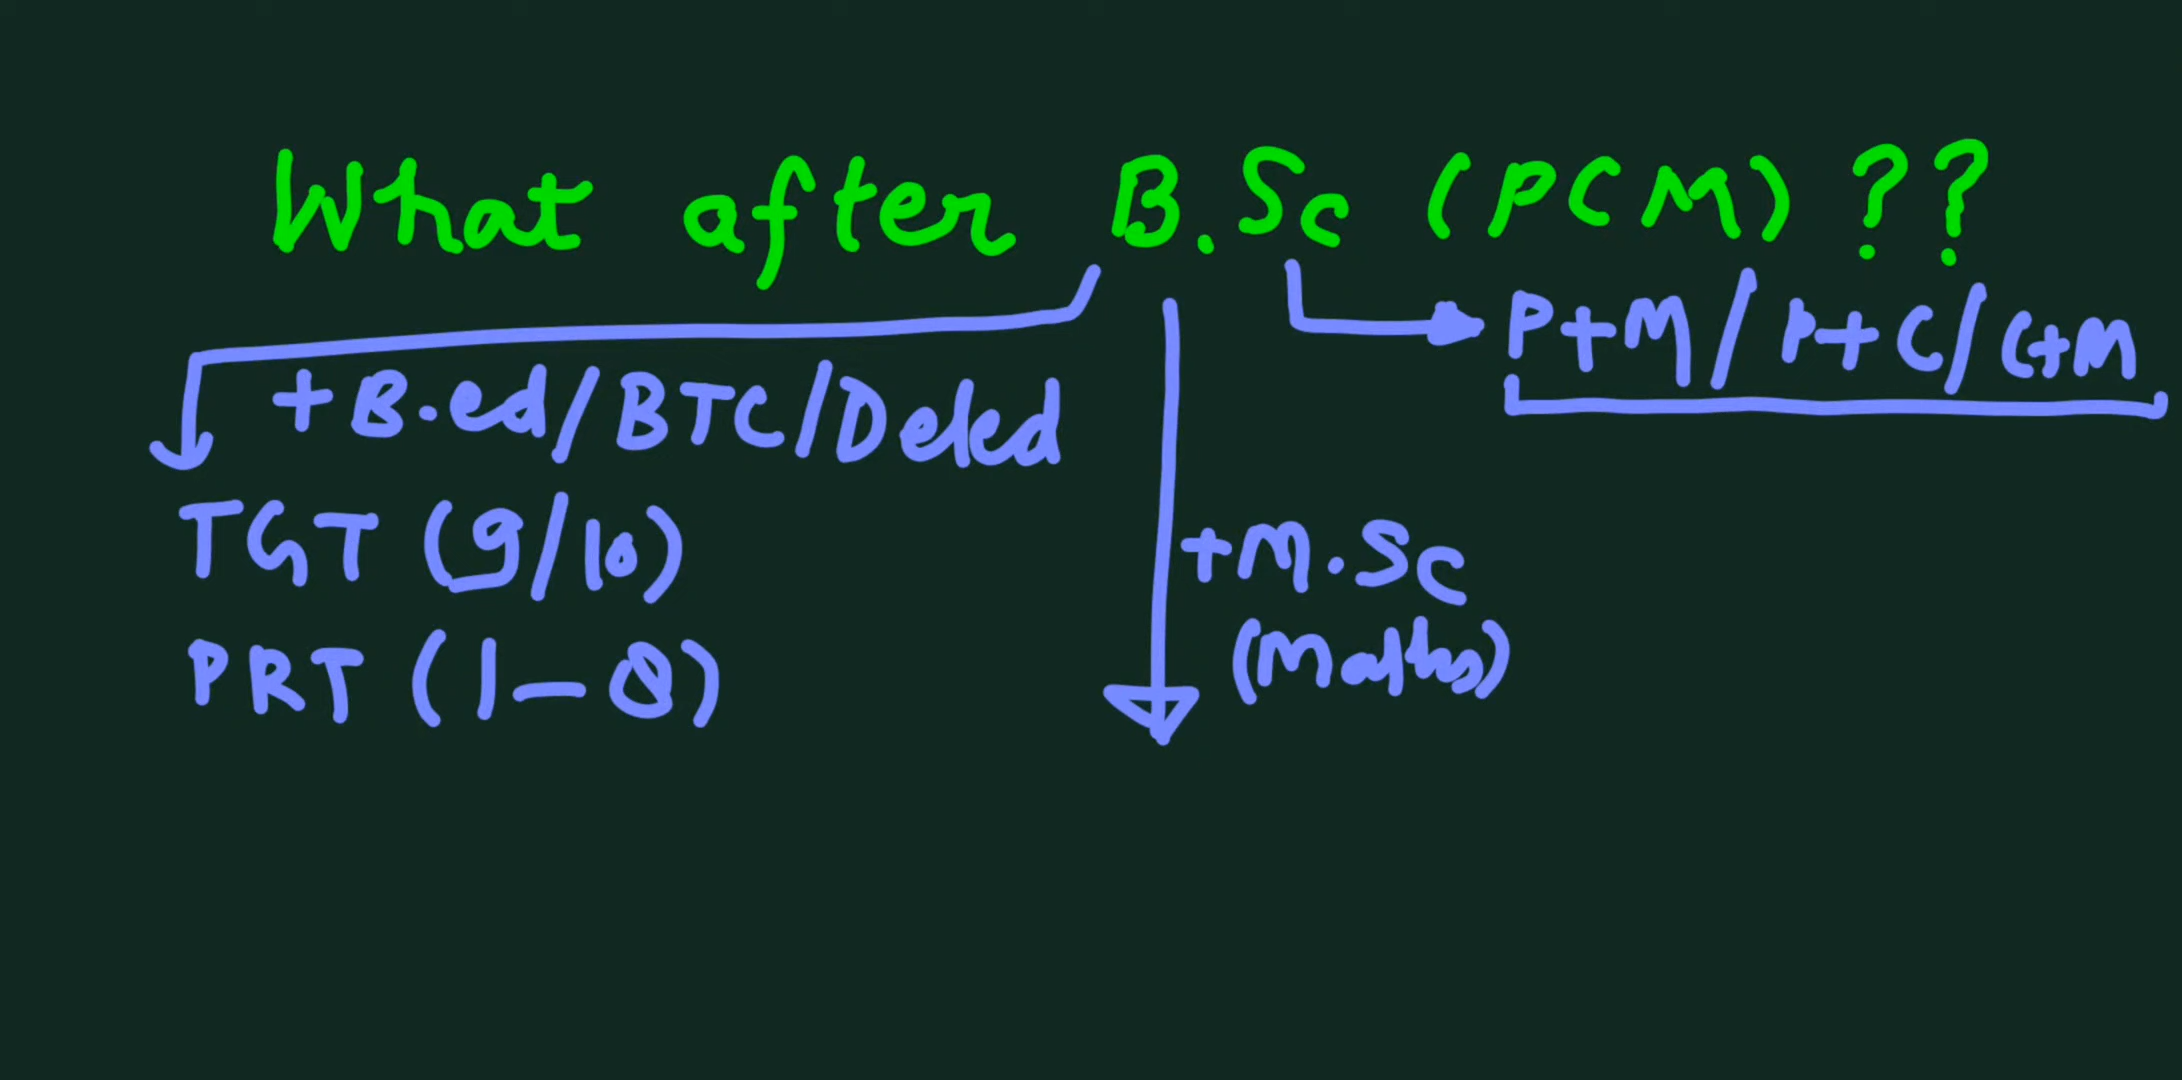 What after B.Sc (PCM) ??
P+M / P+C / C+M
+ B.ed / BTC / Deled
TGT (9/10)
PRT (1-8)
+M.Sc
(Maths)